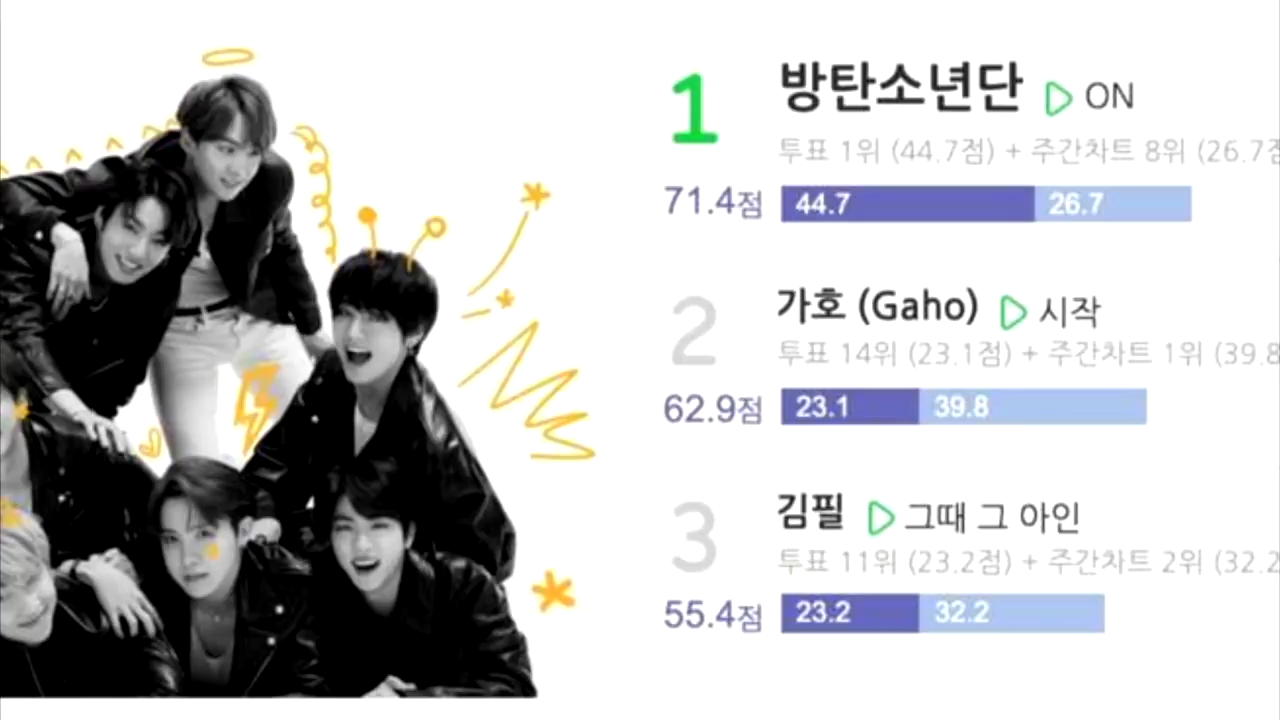 1 방탄소년단 ON
투표 1위 (44.7점) + 주간차트 8위 (26.7점
71.4점 44.7 26.7
2 가호 (Gaho) 시작
투표 14위 (23.1점) + 주간차트 1위 (39.8
62.9점 23.1 39.8
3 김필 그때 그 아인
투표 11위 (23.2점) + 주간차트 2위 (32.2
55.4점 23.2 32.2